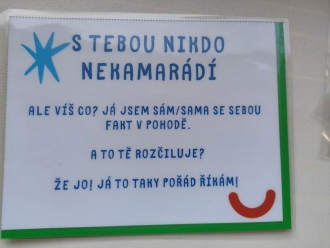 S TEBOU NIKDO
NEKAMARÁDÍ
ALE VÍŠ CO? JÁ JSEM SÁM/SAMA SE SEBOU
FAKT V POHODĚ.
A TO TĚ ROZČILUJE?
ŽE JO! JÁ TO TAKY POŘÁD ŘÍKÁM!